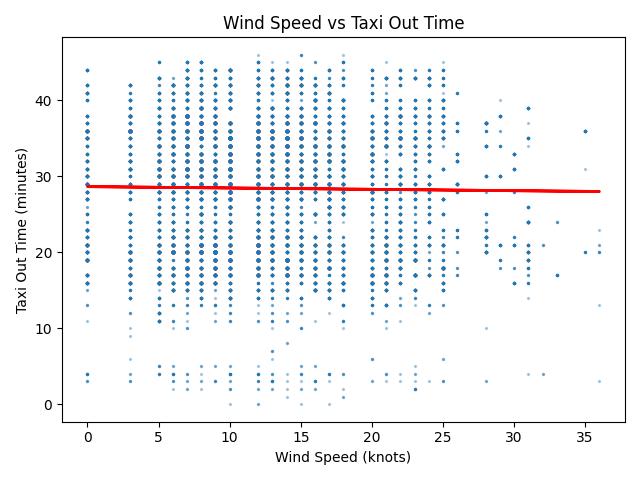 Wind Speed vs Taxi Out Time
Taxi Out Time (minutes)
40
30
20
10
0
0 5 10 15 20 25 30 35
Wind Speed (knots)